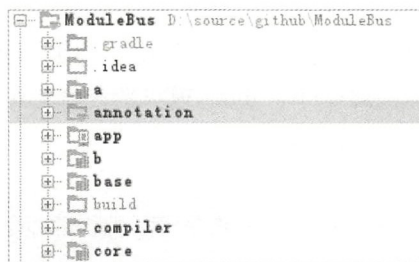 ModuleBus D:\source\github\ModuleBus
.gradle
.idea
a
annotation
app
b
base
build
compiler
core